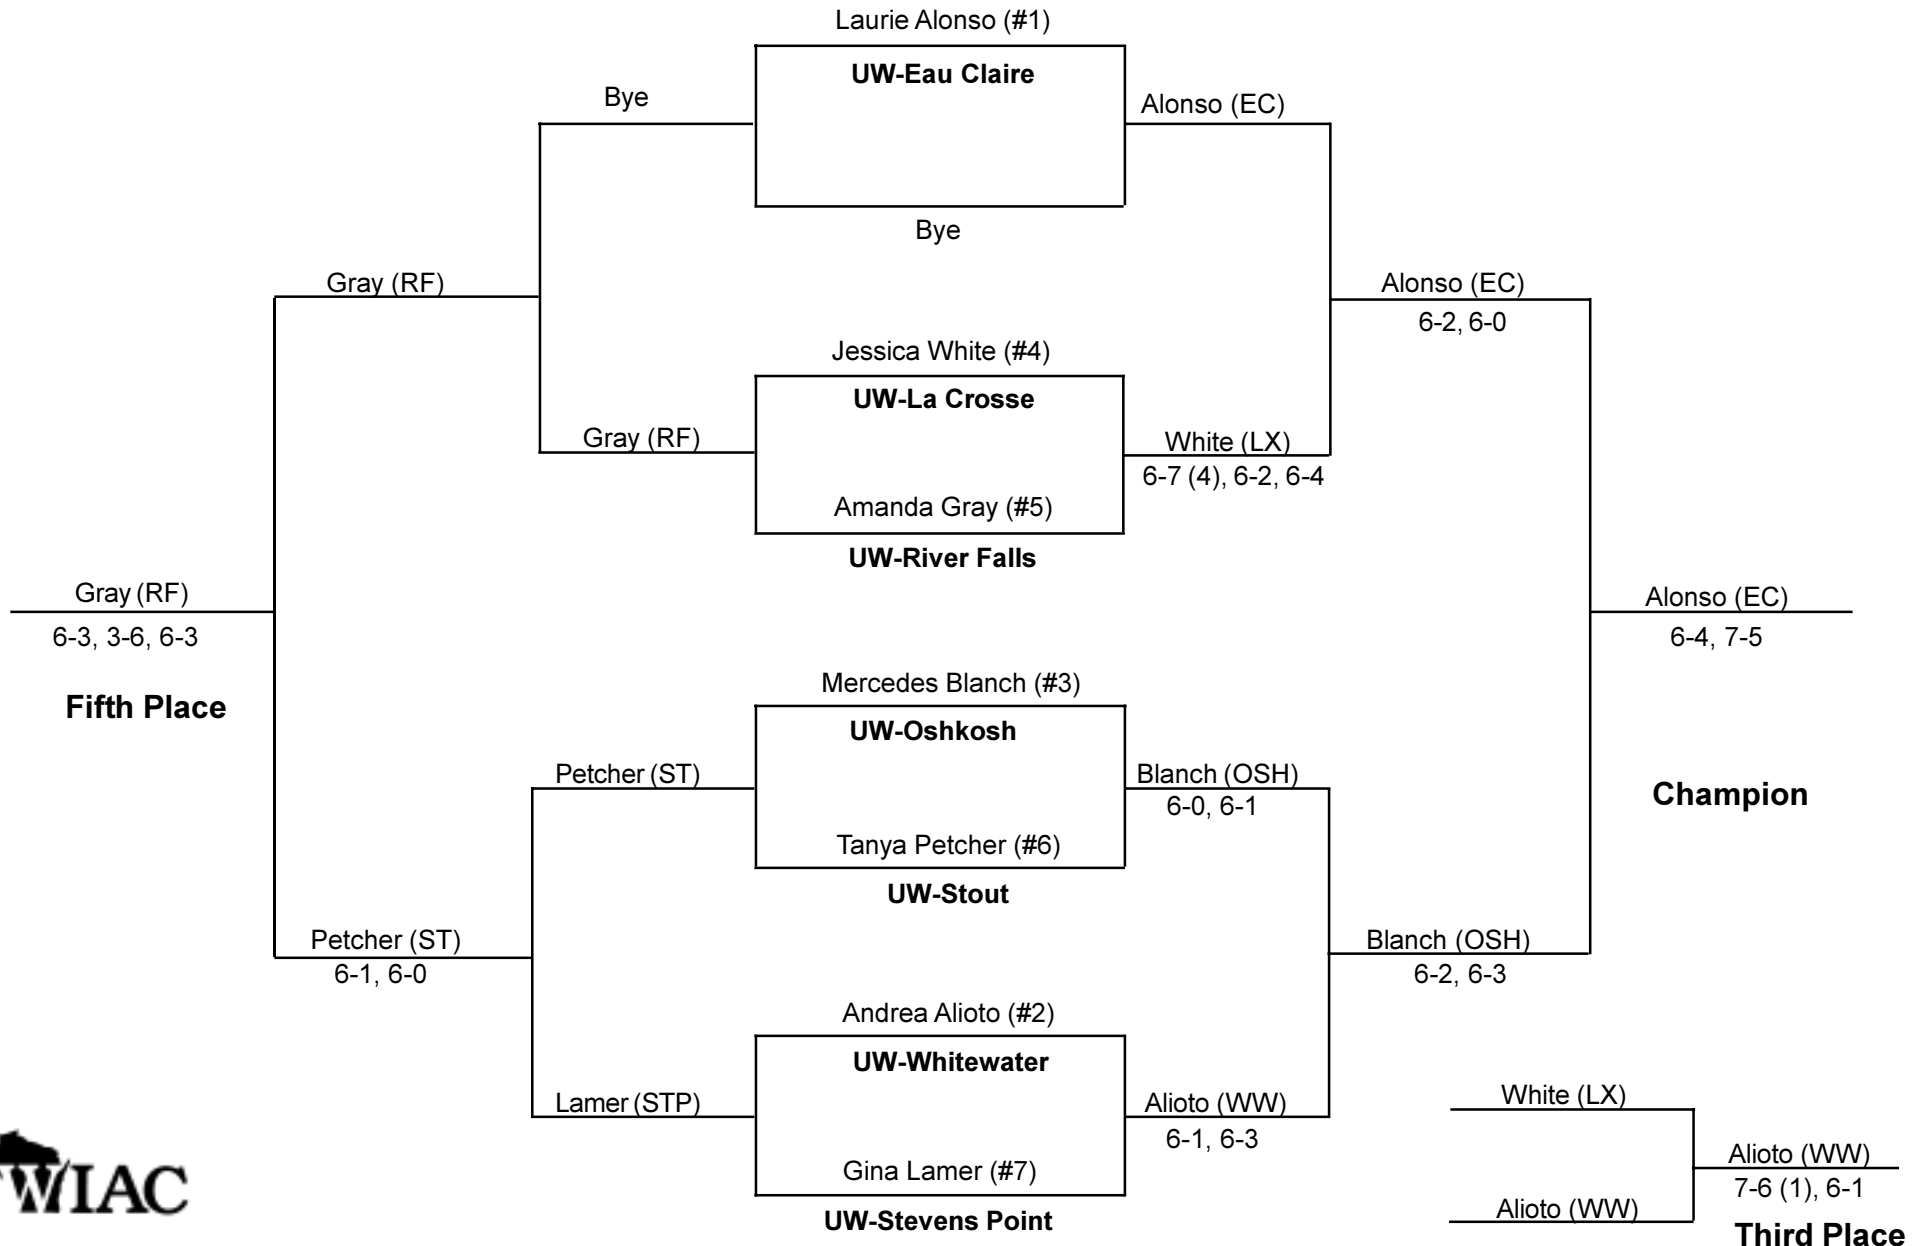 Laurie Alonso (#1)
UW-Eau Claire
Bye
Alonso (EC)
Bye
Gray (RF)
Alonso (EC)
6-2, 6-0
Jessica White (#4)
UW-La Crosse
Gray (RF)
White (LX)
6-7 (4), 6-2, 6-4
Amanda Gray (#5)
UW-River Falls
Gray (RF)
6-3, 3-6, 6-3
Fifth Place
Alonso (EC)
6-4, 7-5
Champion
Mercedes Blanch (#3)
UW-Oshkosh
Petcher (ST)
Blanch (OSH)
6-0, 6-1
Tanya Petcher (#6)
UW-Stout
Petcher (ST)
6-1, 6-0
Blanch (OSH)
6-2, 6-3
Andrea Alioto (#2)
UW-Whitewater
Lamer (STP)
Alioto (WW)
6-1, 6-3
Gina Lamer (#7)
UW-Stevens Point
White (LX)
Alioto (WW)
7-6 (1), 6-1
Alioto (WW)
Third Place
WIAC